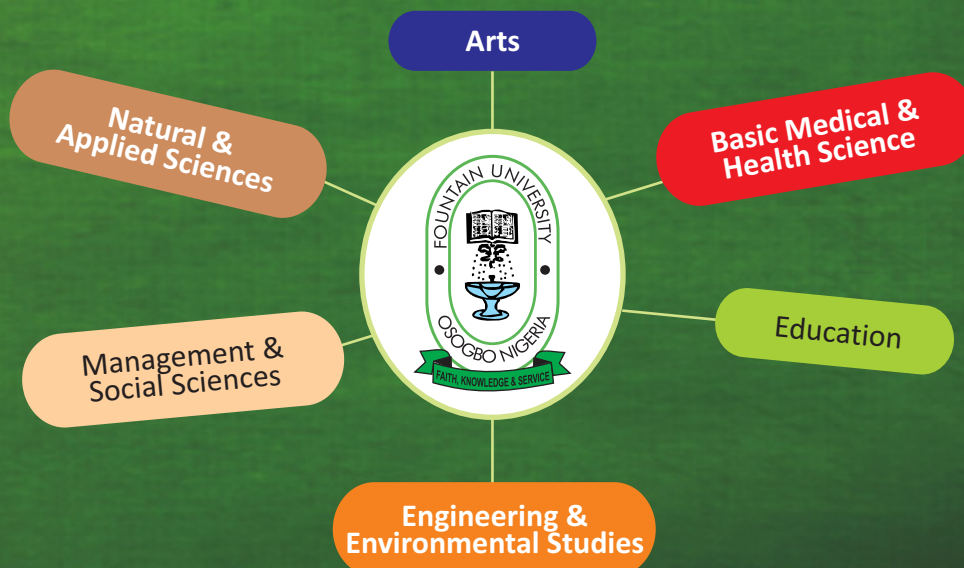 Arts
Natural &
Applied Sciences
Basic Medical &
Health Science
FOUNTAIN UNIVERSITY
OSOGBO NIGERIA
FAITH, KNOWLEDGE & SERVICE
Education
Management &
Social Sciences
Engineering &
Environmental Studies